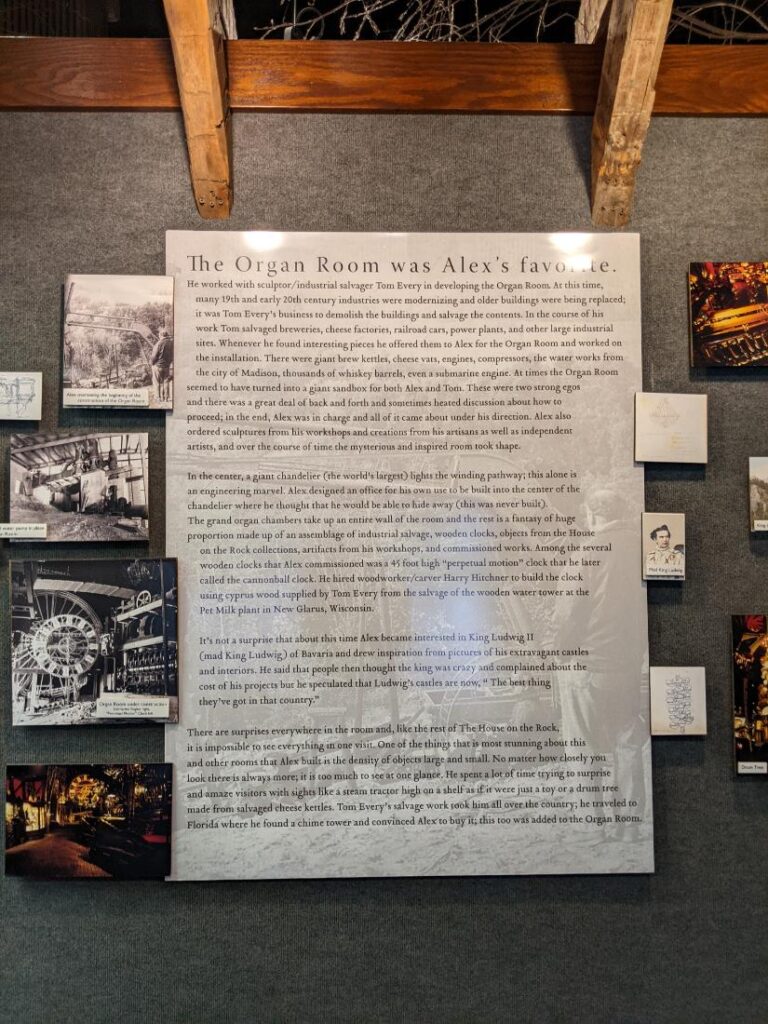 The Organ Room was Alex's favorite.
He worked with sculptor/industrial salvager Tom Every in developing the Organ Room. At this time,
many 19th and early 20th century industries were modernizing and older buildings were being replaced;
it was Tom Every's business to demolish the buildings and salvage the contents. In the course of his
work Tom salvaged breweries, cheese factories, railroad cars, power plants, and other large industrial
sites. Whenever he found interesting pieces he offered them to Alex for the Organ Room and worked on
the installation. There were giant brew kettles, cheese vats, engines, compressors, the water works from
the city of Madison, thousands of whiskey barrels, even a submarine engine. At times the Organ Room
seemed to have turned into a giant sandbox for both Alex and Tom. These were two strong egos
and there was a great deal of back and forth and sometimes heated discussion about how to
proceed; in the end, Alex was in charge and all of it came about under his direction. Alex also
ordered sculptures from his workshops and creations from his artisans as well as independent
artists, and over the course of time the mysterious and inspired room took shape.
In the center, a giant chandelier (the world's largest) lights the winding pathway; this alone is
an engineering marvel. Alex designed an office for his own use to be built into the center of the
chandelier where he thought that he would be able to hide away (this was never built).
The grand organ chambers take up an entire wall of the room and the rest is a fantasy of huge
proportion made up of an assemblage of industrial salvage, wooden clocks, objects from the House
on the Rock collections, artifacts from his workshops, and commissioned works. Among the several
wooden clocks that Alex commissioned was a 45 foot high "perpetual motion" clock that he later
called the cannonball clock. He hired woodworker/carver Harry Hitchner to build the clock
using cyprus wood supplied by Tom Every from the salvage of the wooden water tower at the
Pet Milk plant in New Glarus, Wisconsin.
It's not a surprise that about this time Alex became interested in King Ludwig II
(mad King Ludwig) of Bavaria and drew inspiration from pictures of his extravagant castles
and interiors. He said that people then thought the king was crazy and complained about the
cost of his projects but he speculated that Ludwig's castles are now, " The best thing
they've got in that country."
There are surprises everywhere in the room and, like the rest of The House on the Rock,
it is impossible to see everything in one visit. One of the things that is most stunning about this
and other rooms that Alex built is the density of objects large and small. No matter how closely you
look there is always more; it is too much to see at one glance. He spent a lot of time trying to surprise
and amaze visitors with sights like a steam tractor high on a shelf as if it were just a toy or a drum tree
made from salvaged cheese kettles. Tom Every's salvage work took him all over the country; he traveled to
Florida where he found a chime tower and convinced Alex to buy it; this too was added to the Organ Room.
Alex overseeing the beginning of the
construction of the Organ Room
Organ Room under construction
Mad King Ludwig
King
Drum Tree